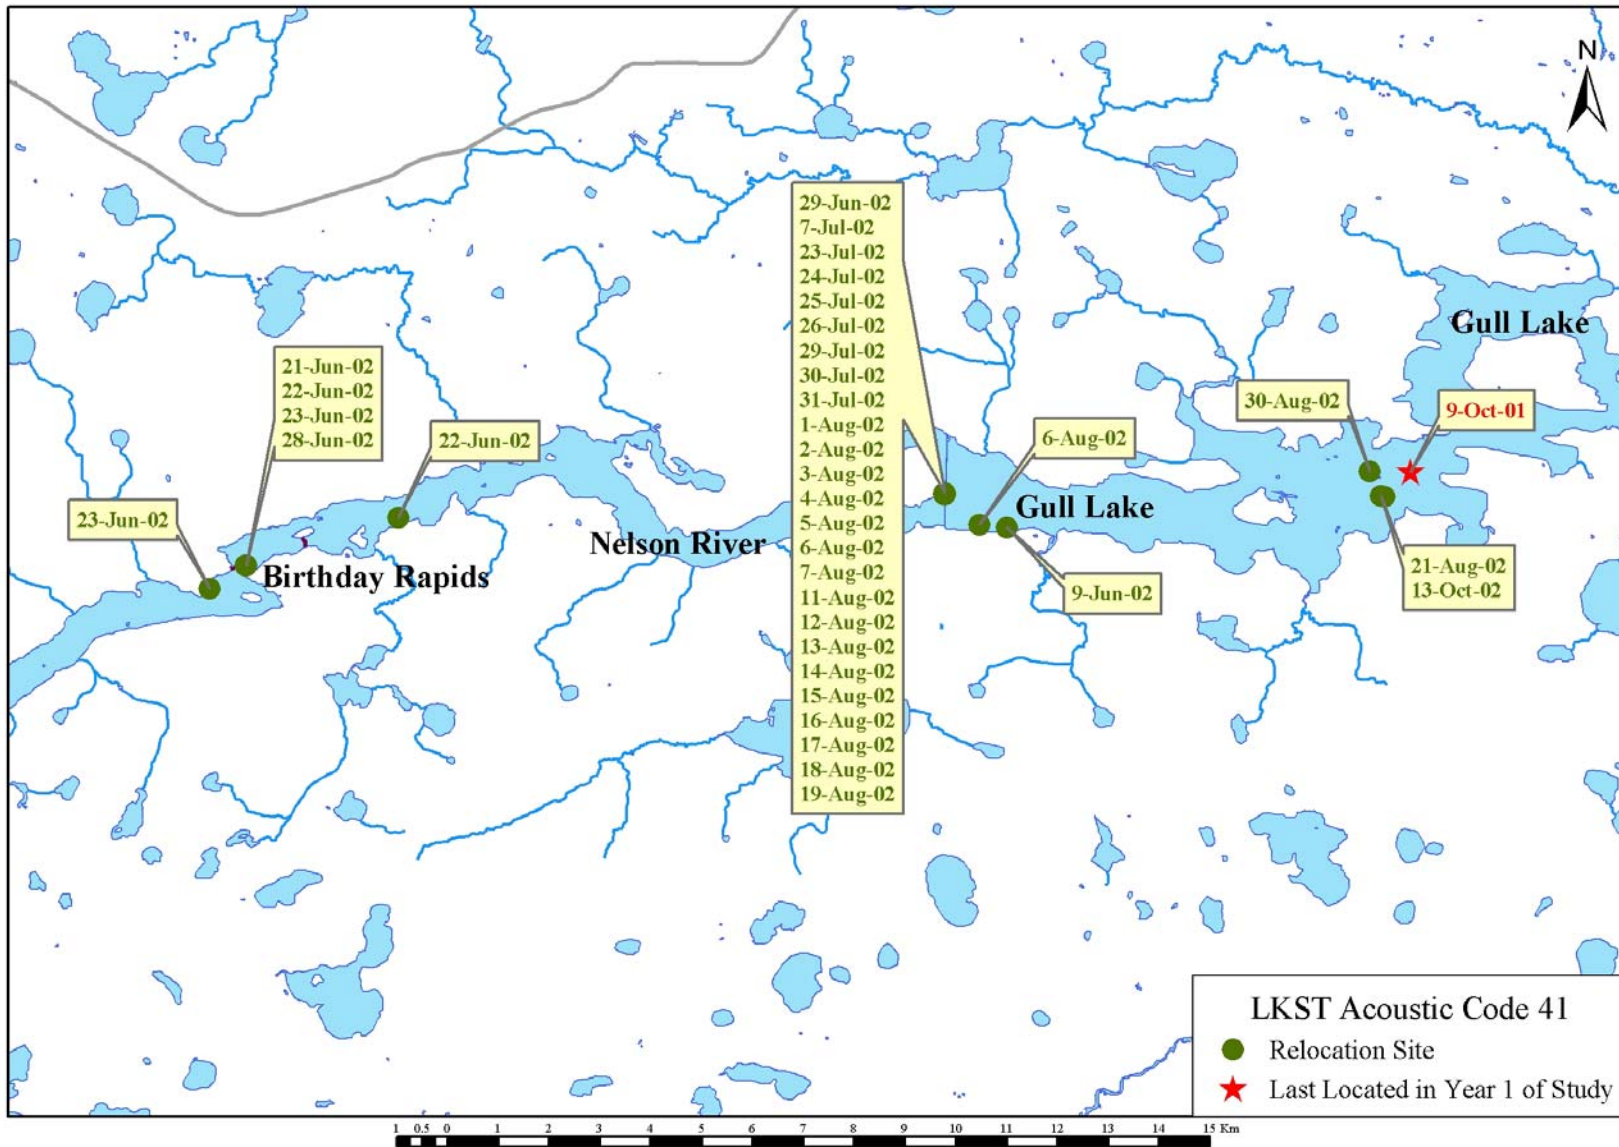 N
29-Jun-02
7-Jul-02
23-Jul-02
24-Jul-02
25-Jul-02
26-Jul-02
29-Jul-02
30-Jul-02
31-Jul-02
1-Aug-02
2-Aug-02
3-Aug-02
4-Aug-02
5-Aug-02
6-Aug-02
7-Aug-02
11-Aug-02
12-Aug-02
13-Aug-02
14-Aug-02
15-Aug-02
16-Aug-02
17-Aug-02
18-Aug-02
19-Aug-02
Gull Lake
21-Jun-02
22-Jun-02
23-Jun-02
28-Jun-02
30-Aug-02
9-Oct-01
22-Jun-02
6-Aug-02
23-Jun-02
Gull Lake
Nelson River
Birthday Rapids
9-Jun-02
21-Aug-02
13-Oct-02
LKST Acoustic Code 41
Relocation Site
Last Located in Year 1 of Study
1 0.5 0 1 2 3 4 5 6 7 8 9 10 11 12 13 14 15 Km